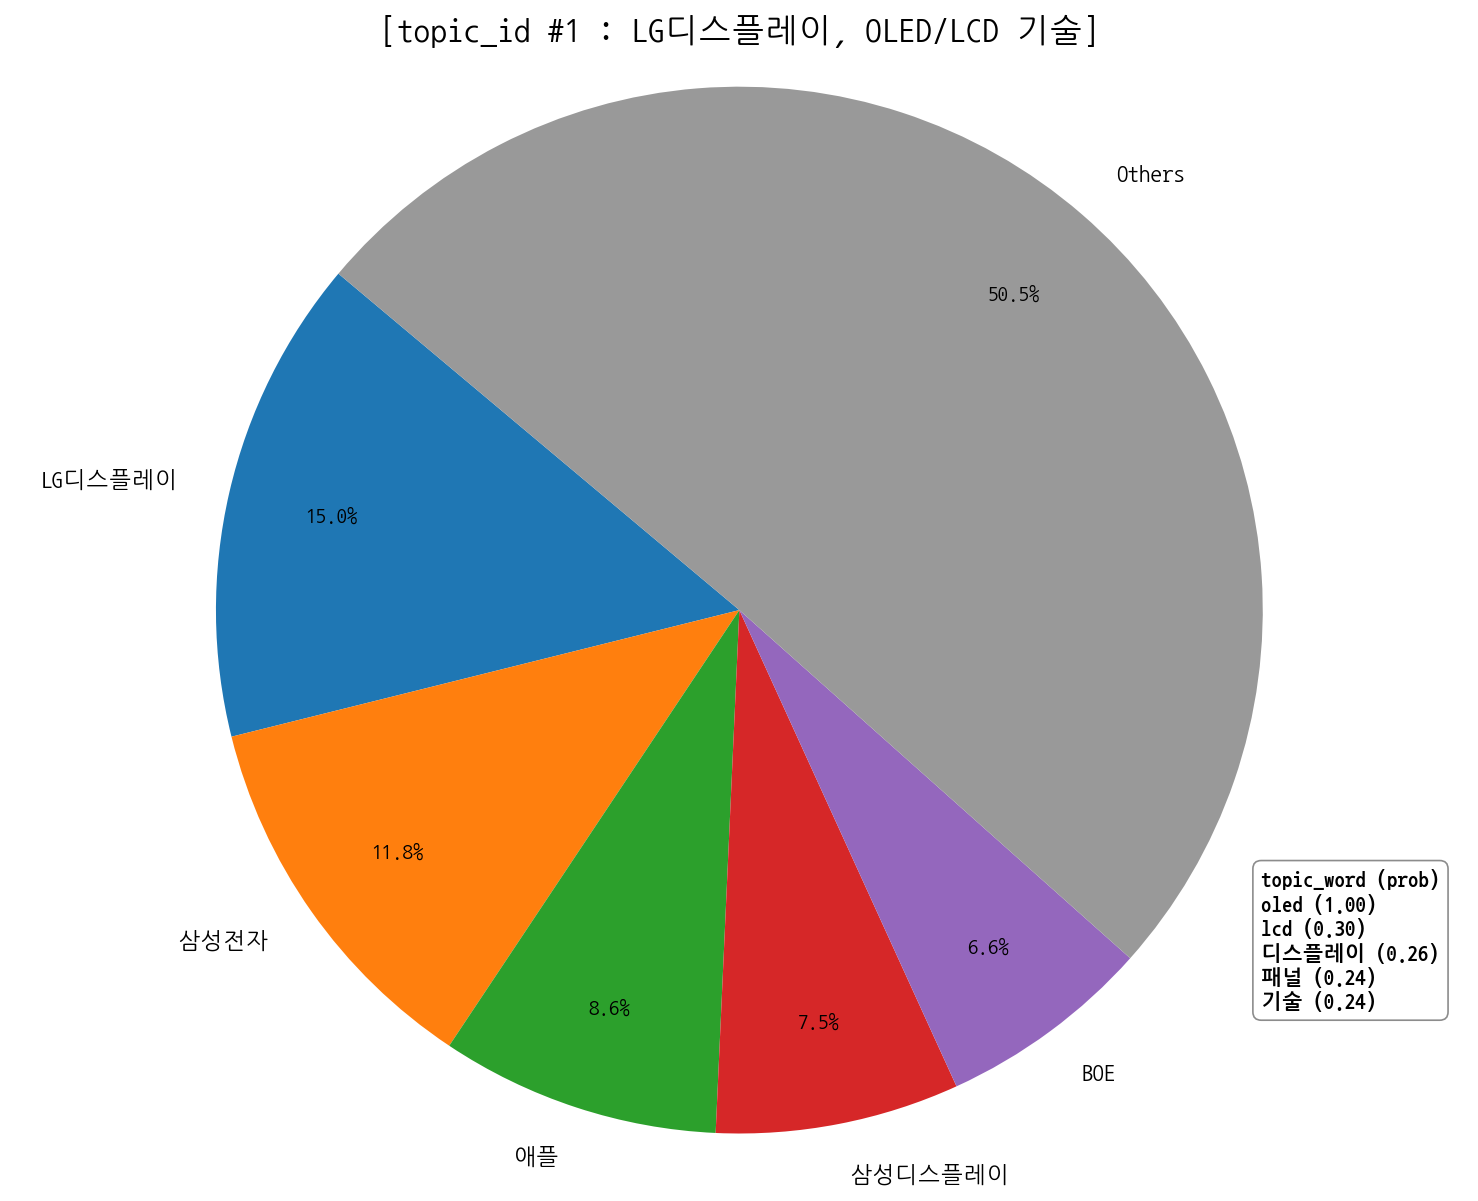 [topic_id #1 : LG디스플레이, OLED/LCD 기술]
Others
50.5%
LG디스플레이
15.0%
11.8%
삼성전자
8.6%
애플
7.5%
삼성디스플레이
6.6%
BOE
topic_word (prob)
oled (1.00)
lcd (0.30)
디스플레이 (0.26)
패널 (0.24)
기술 (0.24)